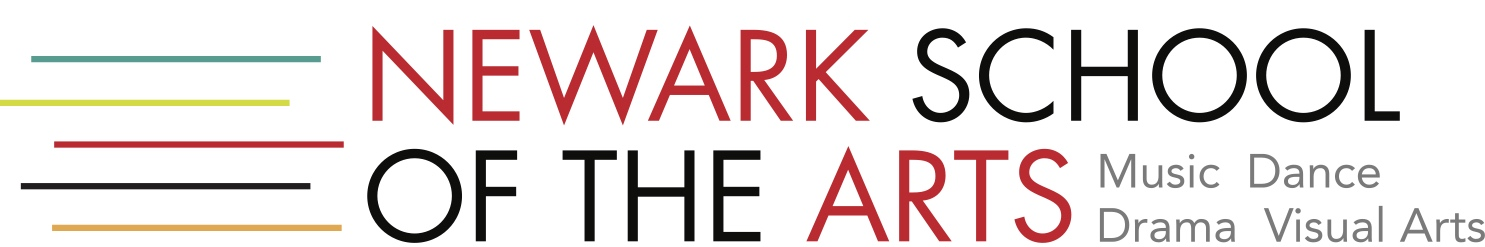 NEWARK SCHOOL
OF THE ARTS
Music Dance
Drama Visual Arts